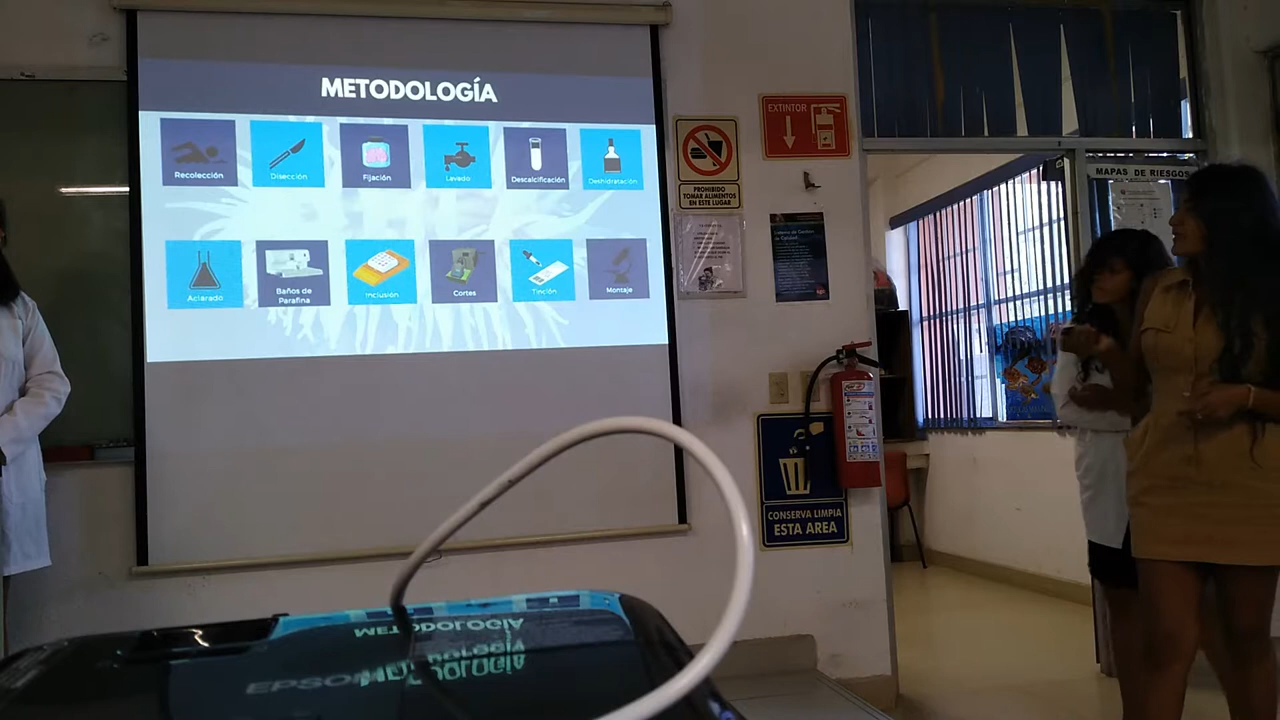 METODOLOGÍA
Recolección
Disección
Fijación
Lavado
Descalcificación
Deshidratación
Aclarado
Baños de
Parafina
Inclusión
Cortes
Tinción
Montaje
PROHIBIDO
TOMAR ALIMENTOS
EN ESTE LUGAR
EXTINTOR
MAPAS DE RIESGOS
CONSERVA LIMPIA
ESTA AREA
METODOLOGÍA
EPSON